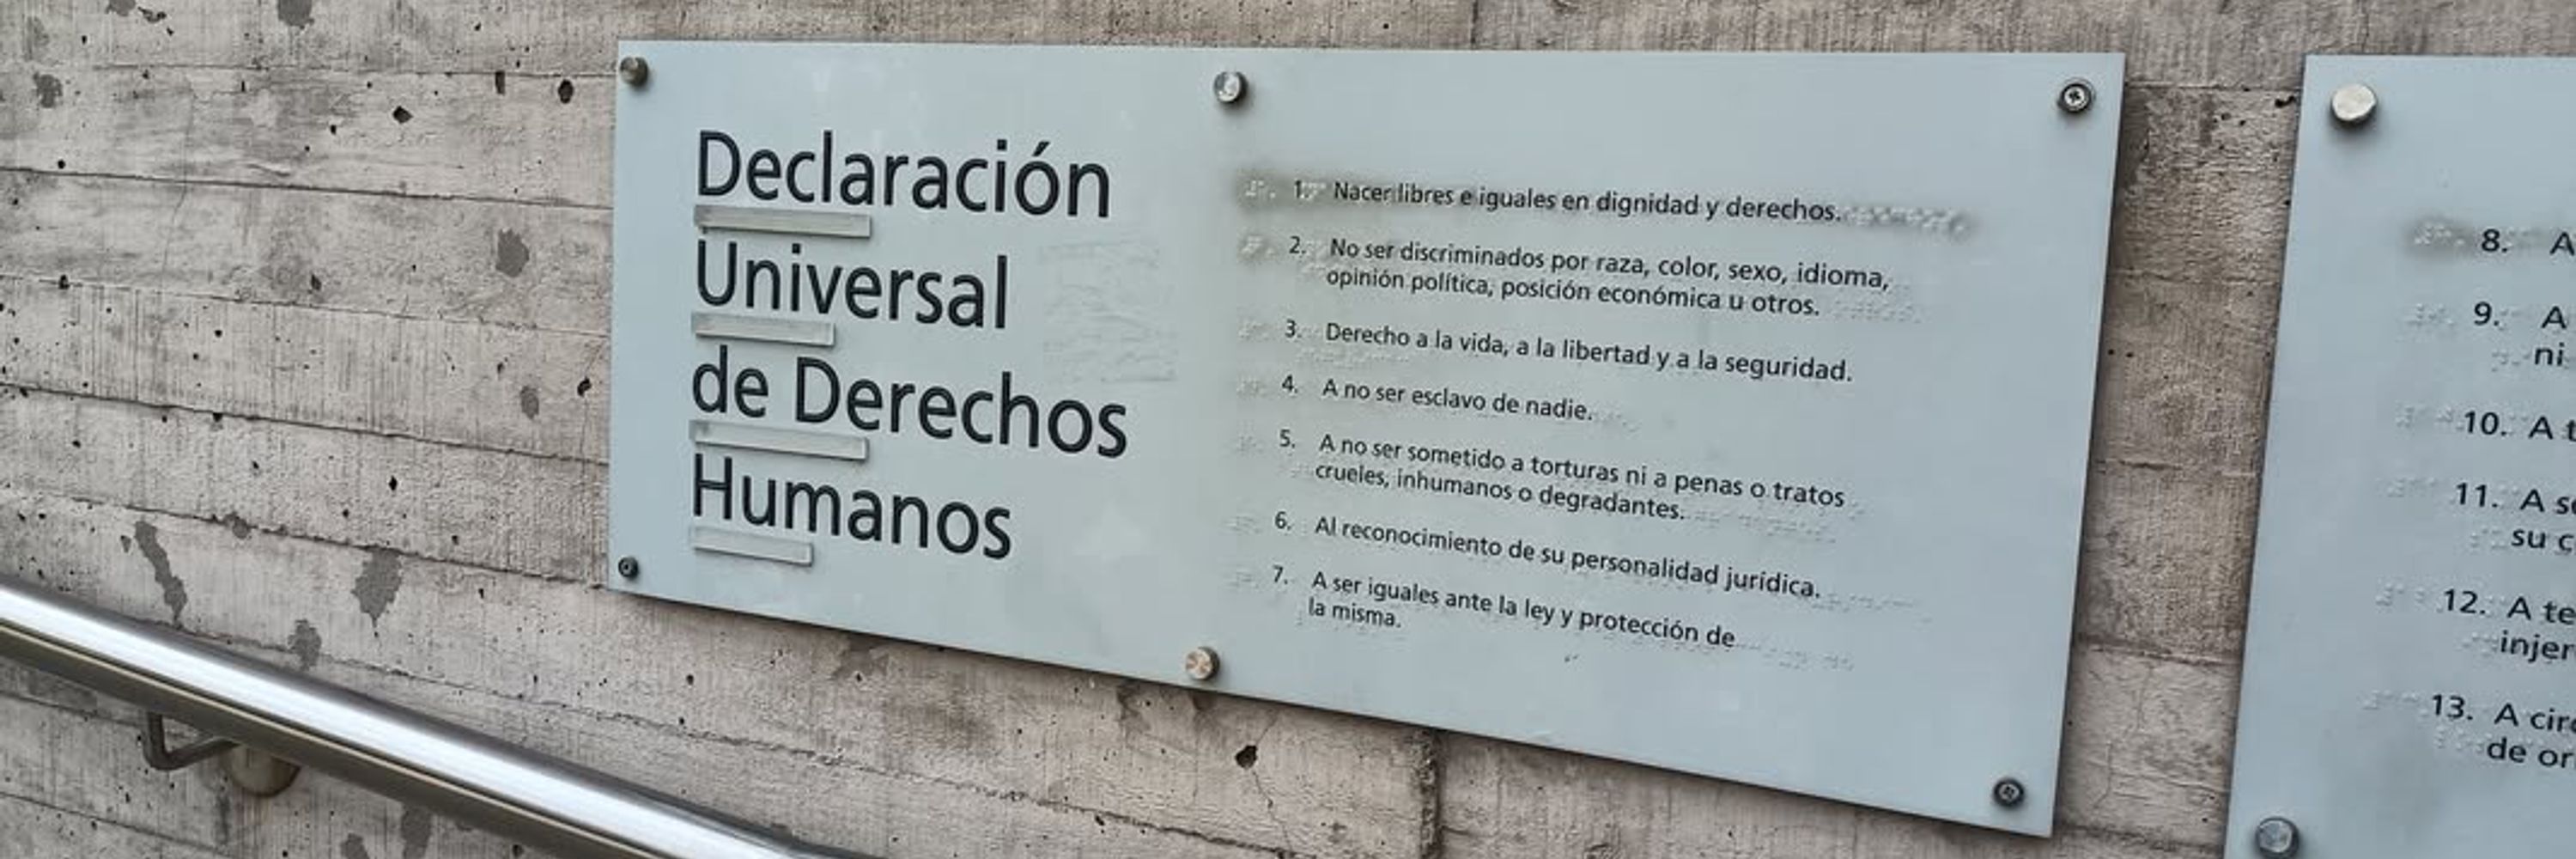 Declaración
Universal
de Derechos
Humanos
1. Nacer libres e iguales en dignidad y derechos.
2. No ser discriminados por raza, color, sexo, idioma,
opinión política, posición económica u otros.
3. Derecho a la vida, a la libertad y a la seguridad.
4. A no ser esclavo de nadie.
5. A no ser sometido a torturas ni a penas o tratos
crueles, inhumanos o degradantes.
6. Al reconocimiento de su personalidad jurídica.
7. A ser iguales ante la ley y protección de
la misma.
8. A
9. A
ni
10. A
11. A
su
12. A
13. A
de